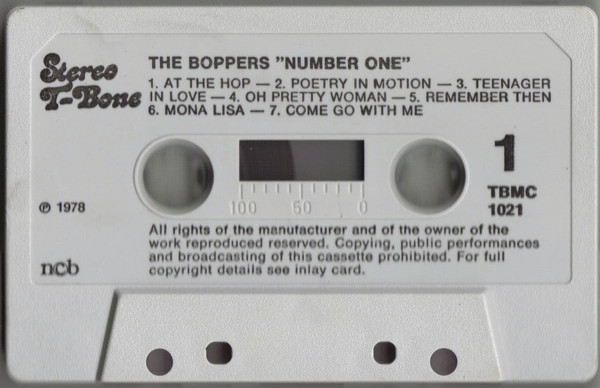 Stereo
T-Bone
THE BOPPERS "NUMBER ONE"
1. AT THE HOP — 2. POETRY IN MOTION — 3. TEENAGER
IN LOVE — 4. OH PRETTY WOMAN — 5. REMEMBER THEN
6. MONA LISA — 7. COME GO WITH ME
1
TBMC
1021
100 50 0
℗ 1978
All rights of the manufacturer and of the owner of the
work reproduced reserved. Copying, public performances
and broadcasting of this cassette prohibited. For full
copyright details see inlay card.
ncb